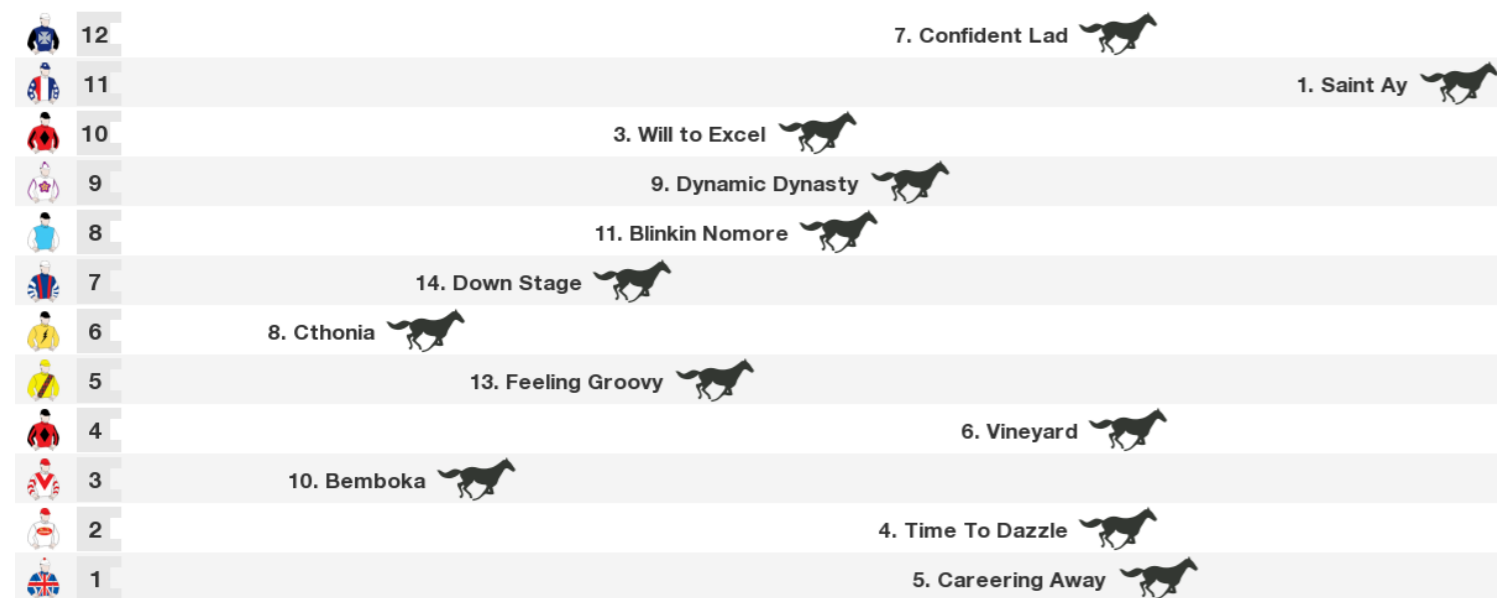 12 7. Confident Lad
11 1. Saint Ay
10 3. Will to Excel
9 9. Dynamic Dynasty
8 11. Blinkin Nomore
7 14. Down Stage
6 8. Cthonia
5 13. Feeling Groovy
4 6. Vineyard
3 10. Bemboka
2 4. Time To Dazzle
1 5. Careering Away